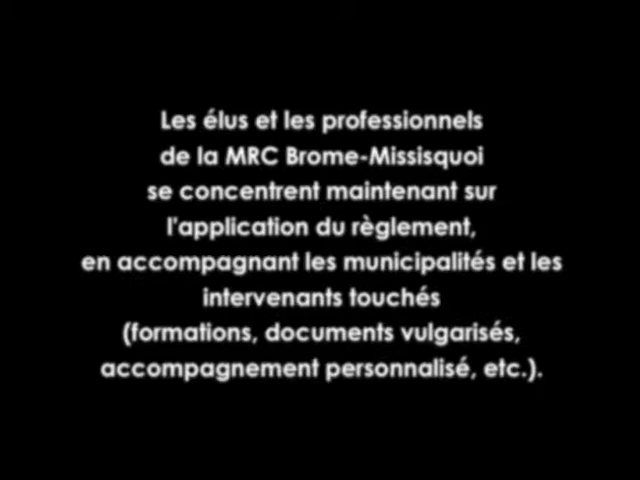 Les élus et les professionnels
de la MRC Brome-Missisquoi
se concentrent maintenant sur
l'application du règlement,
en accompagnant les municipalités et les
intervenants touchés
(formations, documents vulgarisés,
accompagnement personnalisé, etc.).